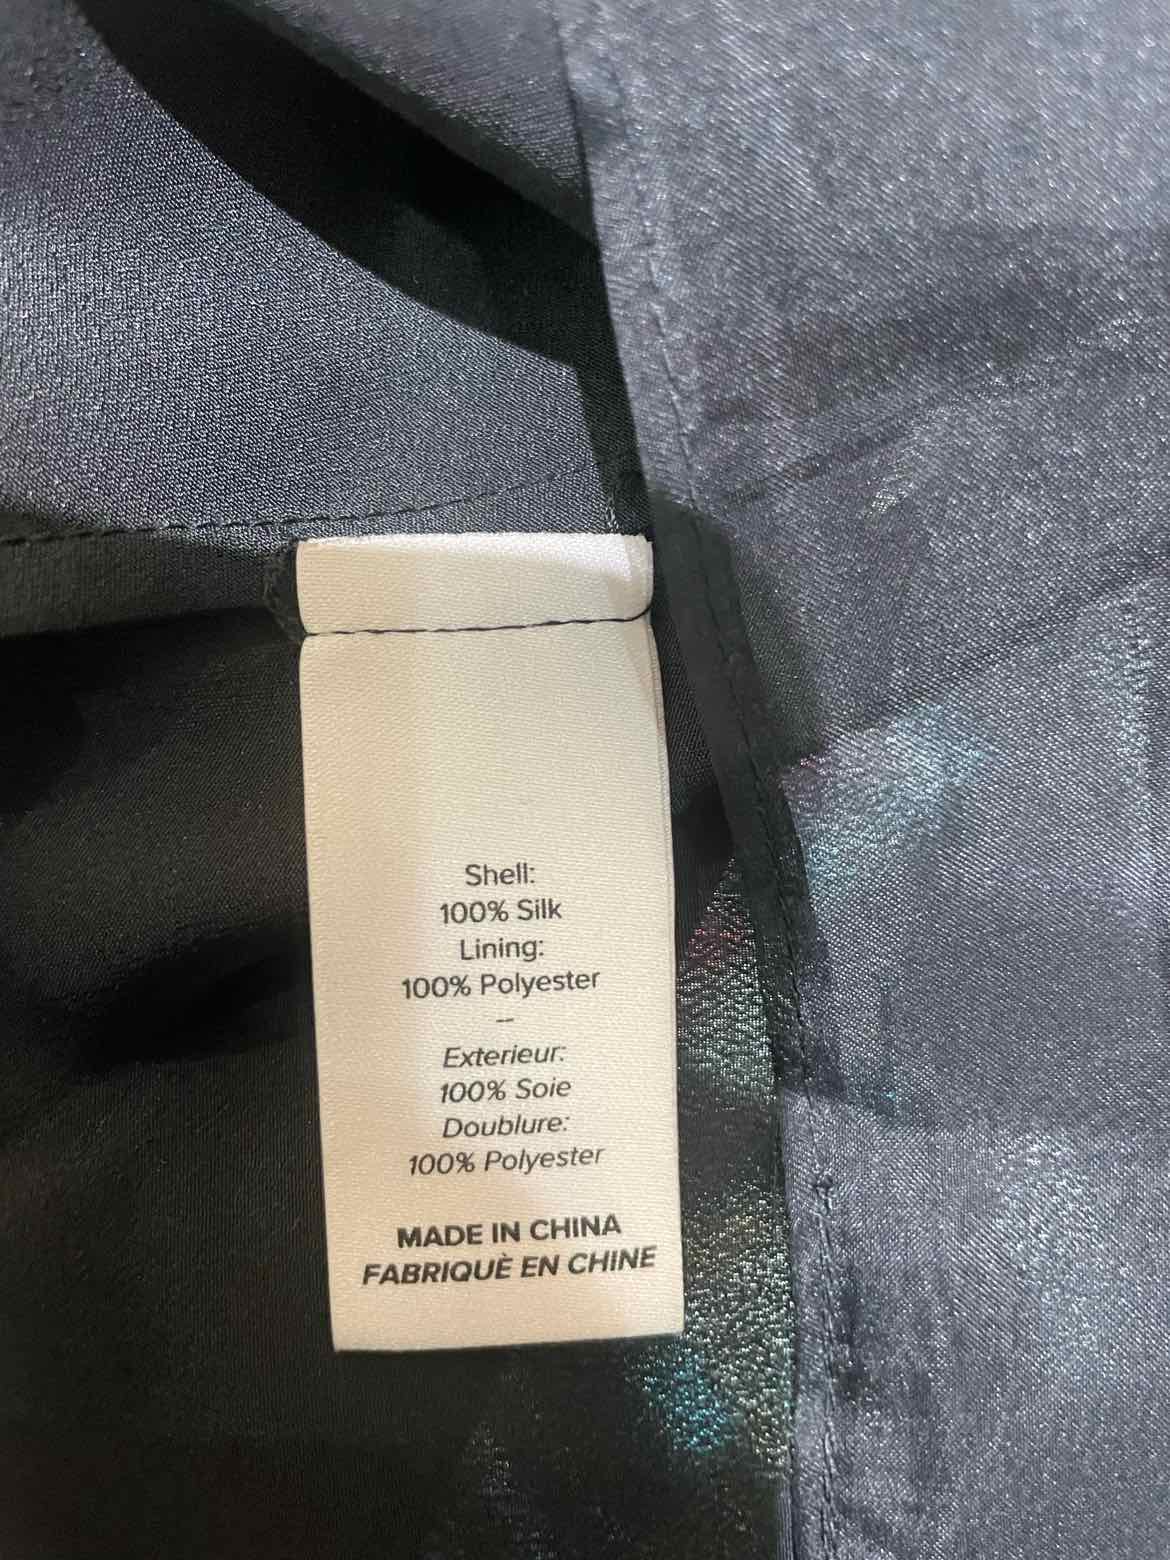 Shell:
100% Silk
Lining:
100% Polyester
--
Exterieur:
100% Soie
Doublure:
100% Polyester
MADE IN CHINA
FABRIQUÈ EN CHINE